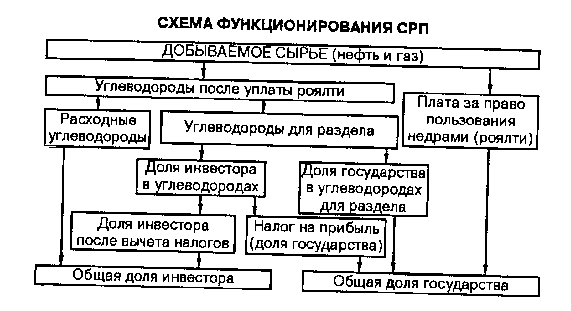 СХЕМА ФУНКЦИОНИРОВАНИЯ СРП
ДОБЫВАЕМОЕ СЫРЬЕ (нефть и газ)
Углеводороды после уплаты роялти
Расходные
углеводороды
Углеводороды для раздела
Плата за право
пользования
недрами (роялти)
Доля инвестора
в углеводородах
Доля государства
в углеводородах
для раздела
Доля инвестора
после вычета налогов
Налог на прибыль
(доля государства)
Общая доля инвестора
Общая доля государства